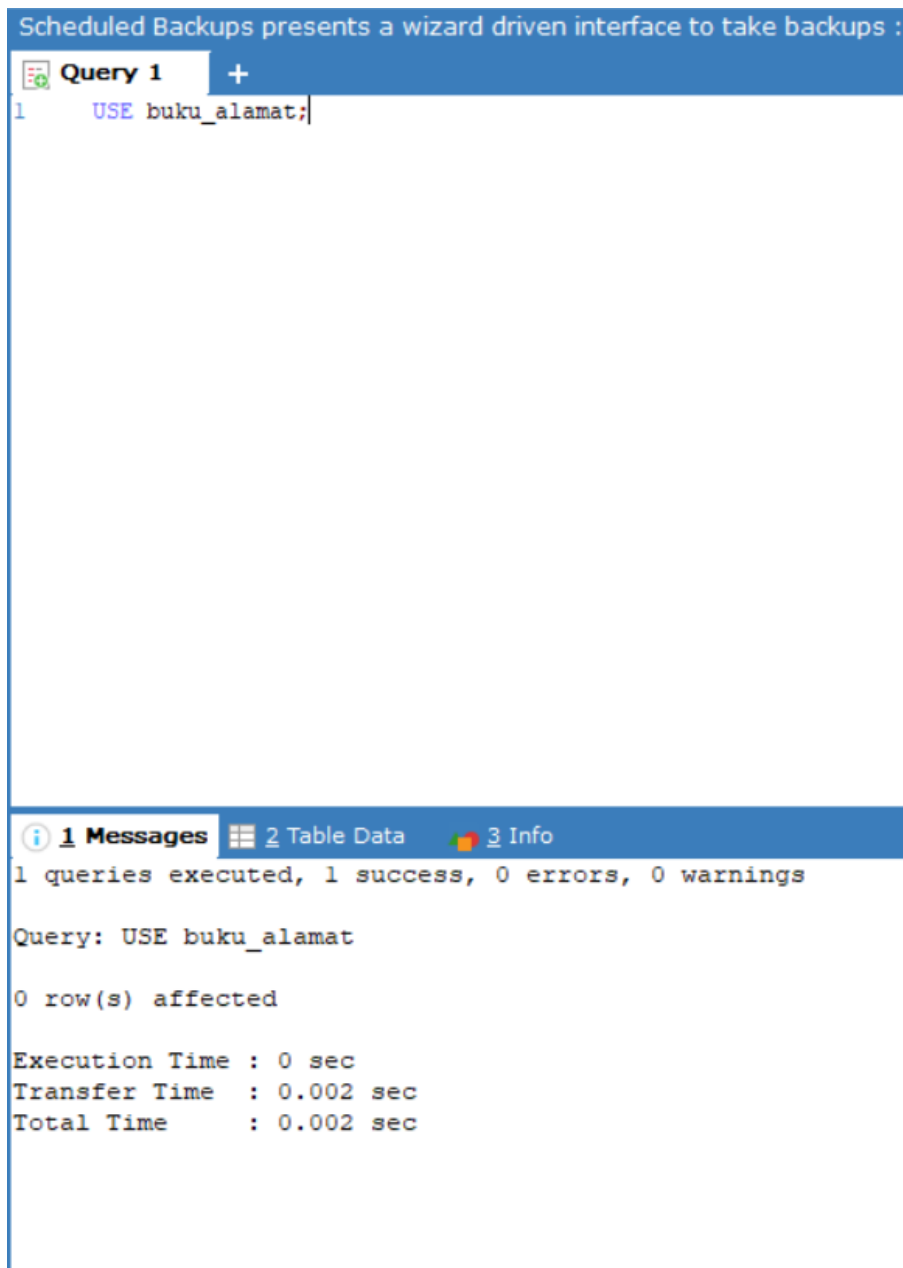 Scheduled Backups presents a wizard driven interface to take backups :
Query 1 +
1 USE buku_alamat;
1 Messages 2 Table Data 3 Info
1 queries executed, 1 success, 0 errors, 0 warnings
Query: USE buku_alamat
0 row(s) affected
Execution Time : 0 sec
Transfer Time : 0.002 sec
Total Time : 0.002 sec